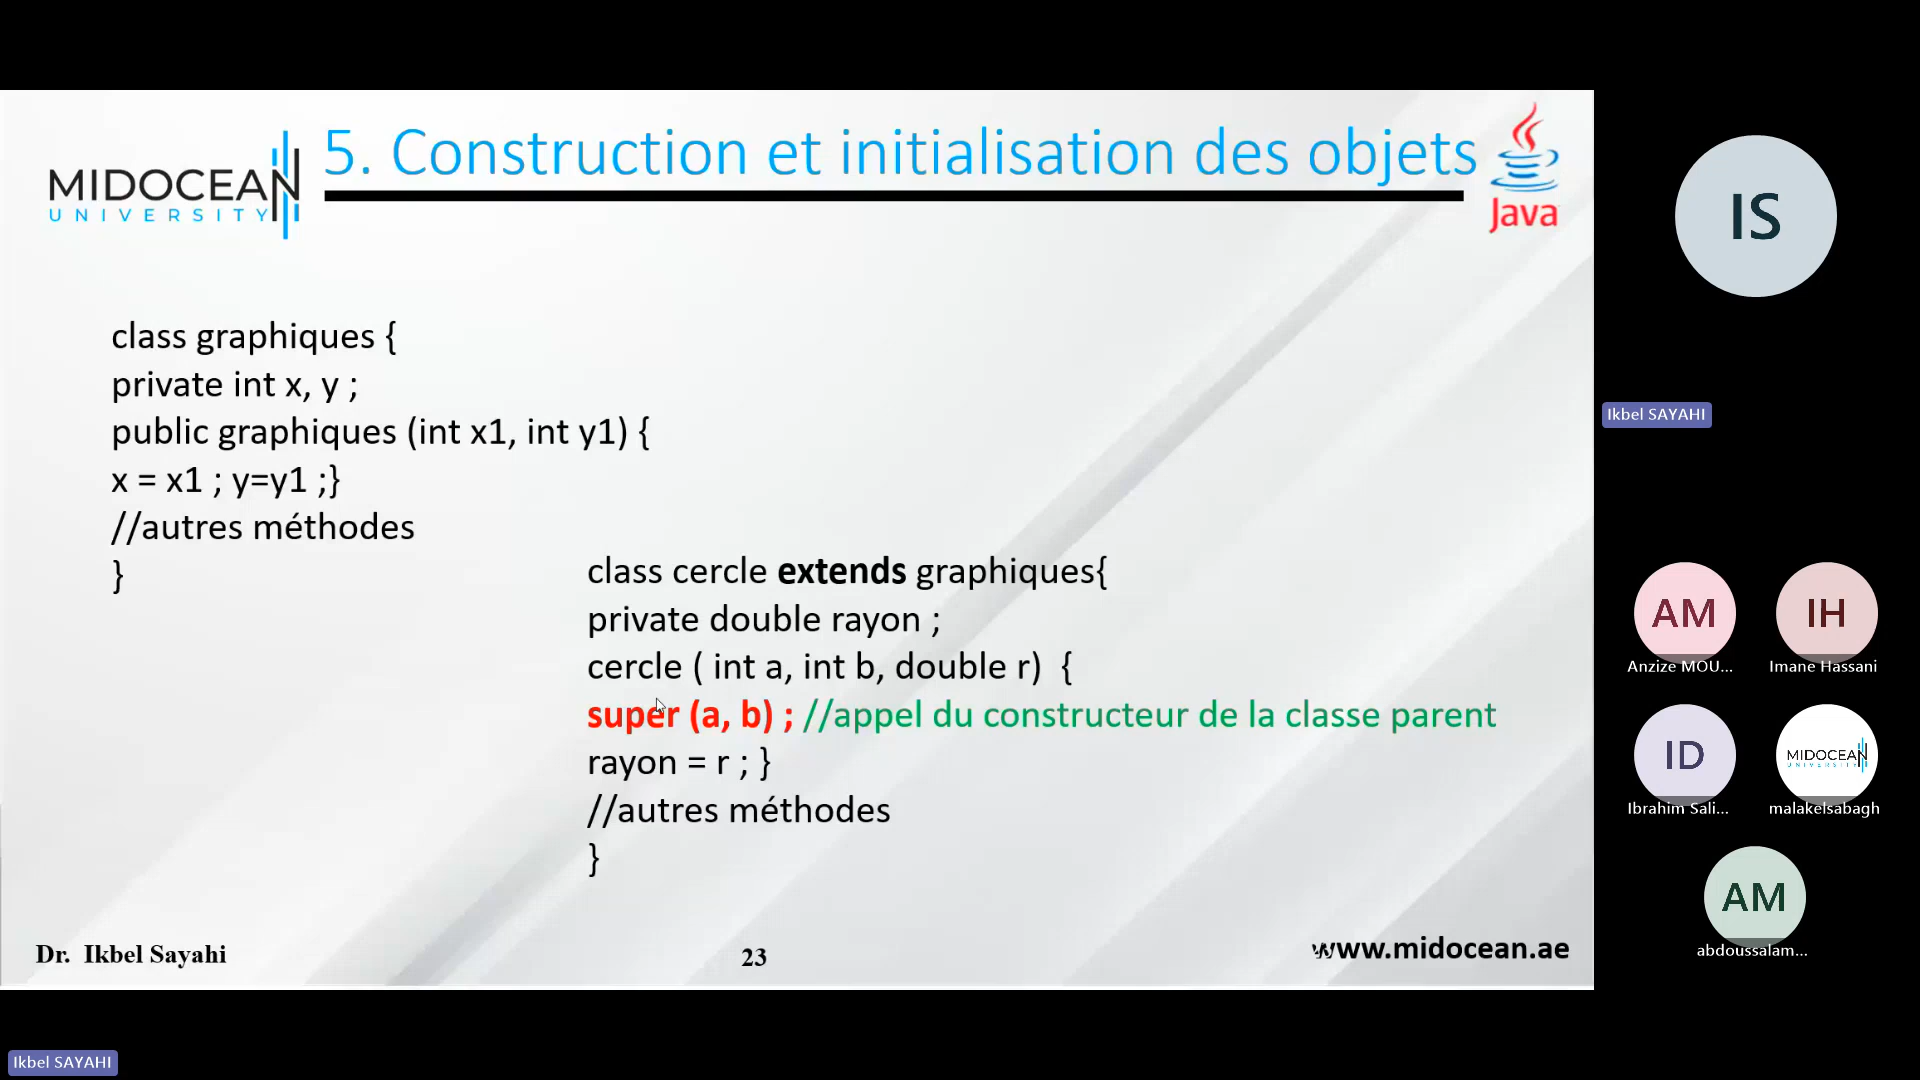 5. Construction et initialisation des objets
MIDOCEAN
UNIVERSITY
Java
class graphiques {
private int x, y ;
public graphiques (int x1, int y1) {
x = x1 ; y=y1 ;}
//autres méthodes
}
class cercle extends graphiques{
private double rayon ;
cercle ( int a, int b, double r)  {
super (a, b) ; //appel du constructeur de la classe parent
rayon = r ; }
//autres méthodes
}
Dr.  Ikbel Sayahi
23
www.midocean.ae
IS
Ikbel SAYAHI
AM
Anzize MOU...
IH
Imane Hassani
ID
Ibrahim Sali...
MIDOCEAN
UNIVERSITY
malakelsabagh
AM
abdoussalam...
Ikbel SAYAHI